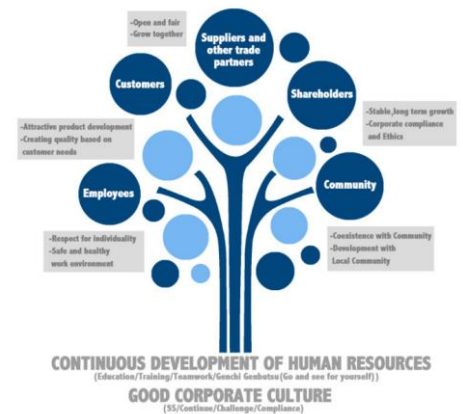 -Open and fair
-Grow together
Suppliers and
other trade
partners
Customers
Shareholders
-Attractive product development
-Creating quality based on
customer needs
-Stable,long term growth
-Corporate compliance
and Ethics
Employees
Community
-Respect for individuality
-Safe and healthy
work environment
-Coexistence with Community
-Development with
Local Community
CONTINUOUS DEVELOPMENT OF HUMAN RESOURCES
(Education/Training/Teamwork/Genchi Genbutsu(Go and see for yourself))
GOOD CORPORATE CULTURE
(5S/Continue/Challenge/Compliance)